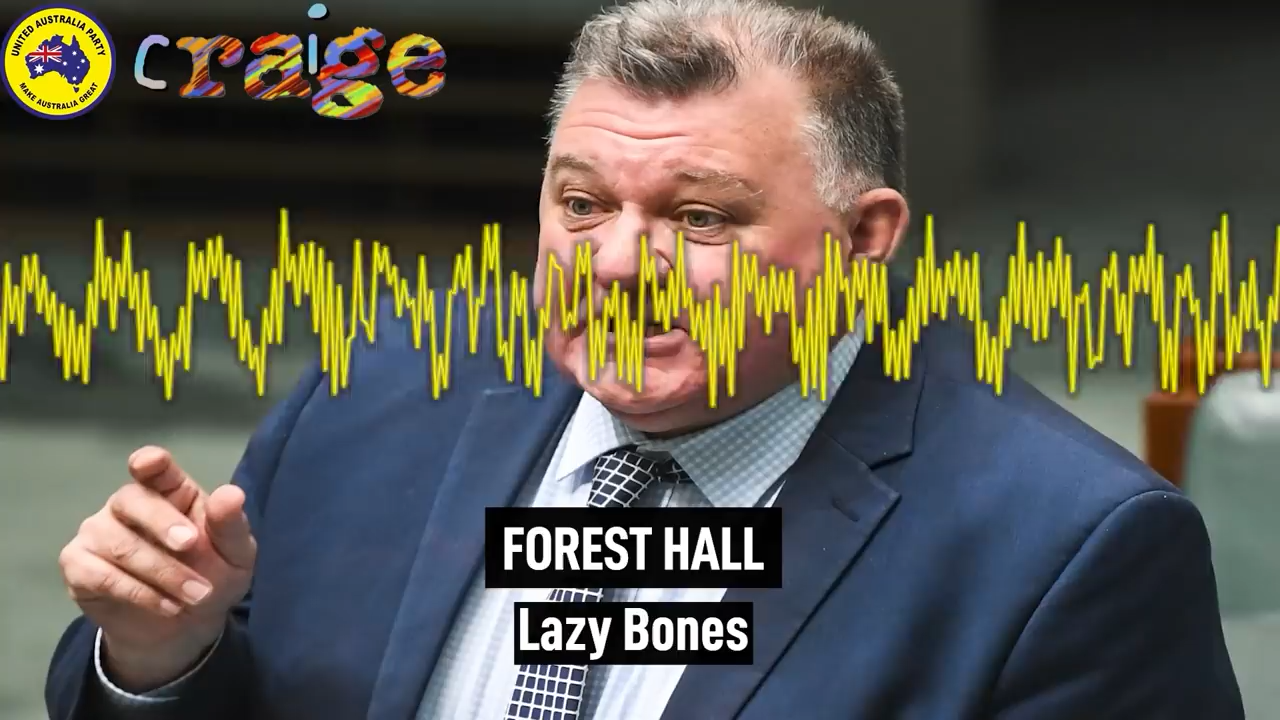 UNITED AUSTRALIA PARTY
MAKE AUSTRALIA GREAT
craige
FOREST HALL
Lazy Bones